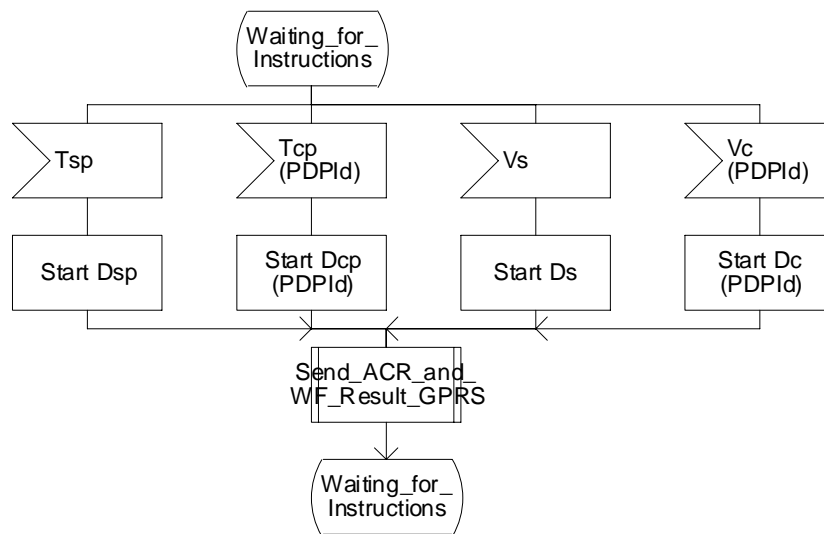 Waiting_for_
Instructions
Tsp
Tcp
(PDPId)
Vs
Vc
(PDPId)
Start Dsp
Start Dcp
(PDPId)
Start Ds
Start Dc
(PDPId)
Send_ACR_and_
WF_Result_GPRS
Waiting_for_
Instructions